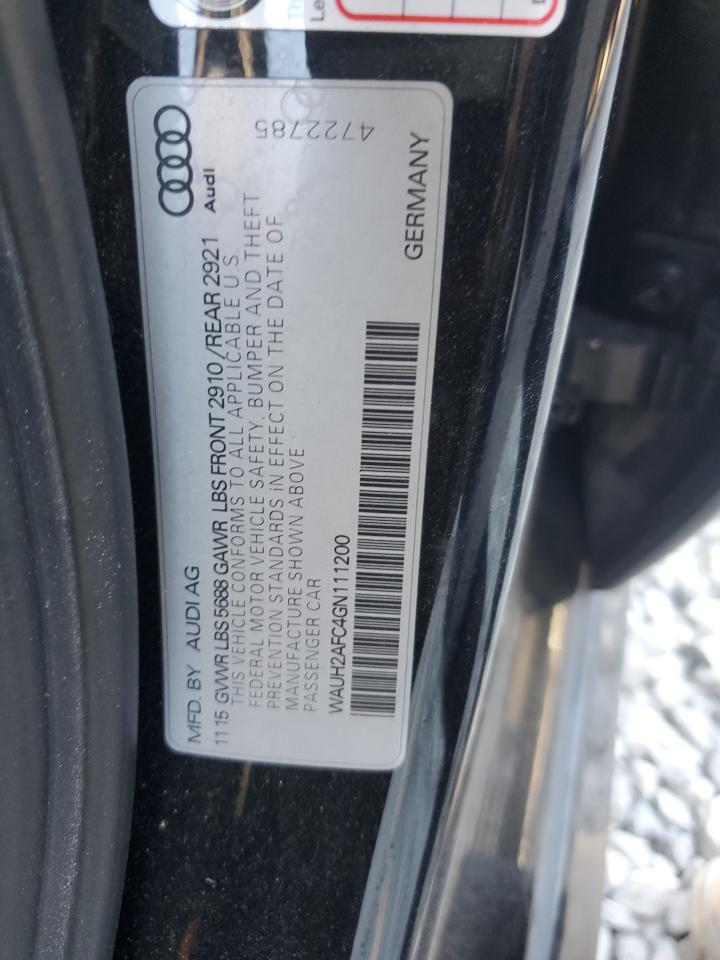 MFD. BY AUDI AG
Audi
11 15 GVWR LBS 5688 GAWR LBS FRONT 2910/REAR 2921
THIS VEHICLE CONFORMS TO ALL APPLICABLE U S
FEDERAL MOTOR VEHICLE SAFETY, BUMPER AND THEFT
PREVENTION STANDARDS IN EFFECT ON THE DATE OF
MANUFACTURE SHOWN ABOVE
PASSENGER CAR
4722785
WAUH2AFC4GN111200
GERMANY